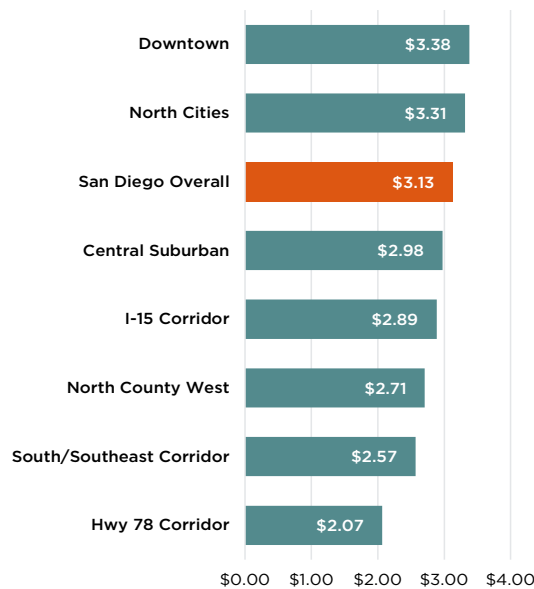 Downtown $3.38
North Cities $3.31
San Diego Overall $3.13
Central Suburban $2.98
I-15 Corridor $2.89
North County West $2.71
South/Southeast Corridor $2.57
Hwy 78 Corridor $2.07
$0.00 $1.00 $2.00 $3.00 $4.00